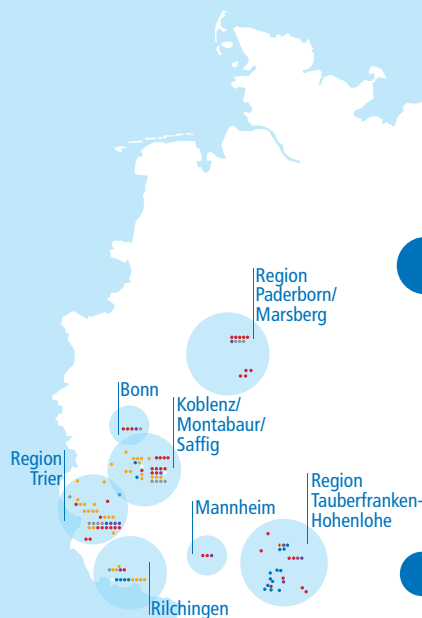 Region
Paderborn/
Marsberg
Bonn
Koblenz/
Montabaur/
Saffig
Region
Trier
Mannheim
Region
Tauberfranken-
Hohenlohe
Rilchingen